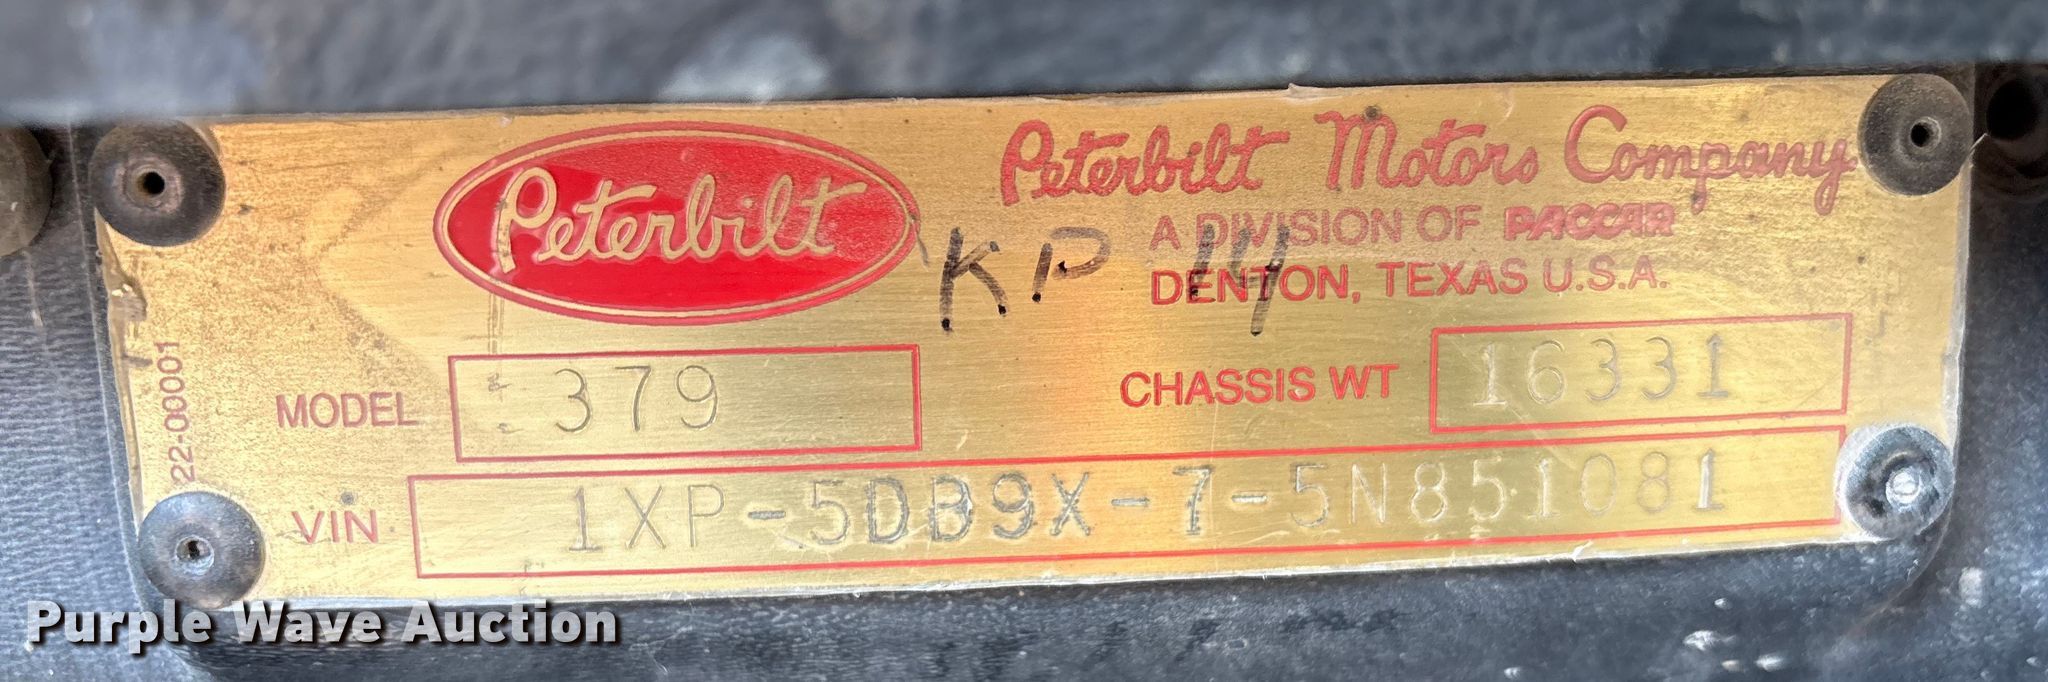 Peterbilt
Peterbilt Motors Company
A DIVISION OF PACCAR
DENTON, TEXAS U.S.A.
KP 14
MODEL 379
CHASSIS WT 16331
VIN 1XP-5DB9X-7-5N851081
22-00001
Purple Wave Auction